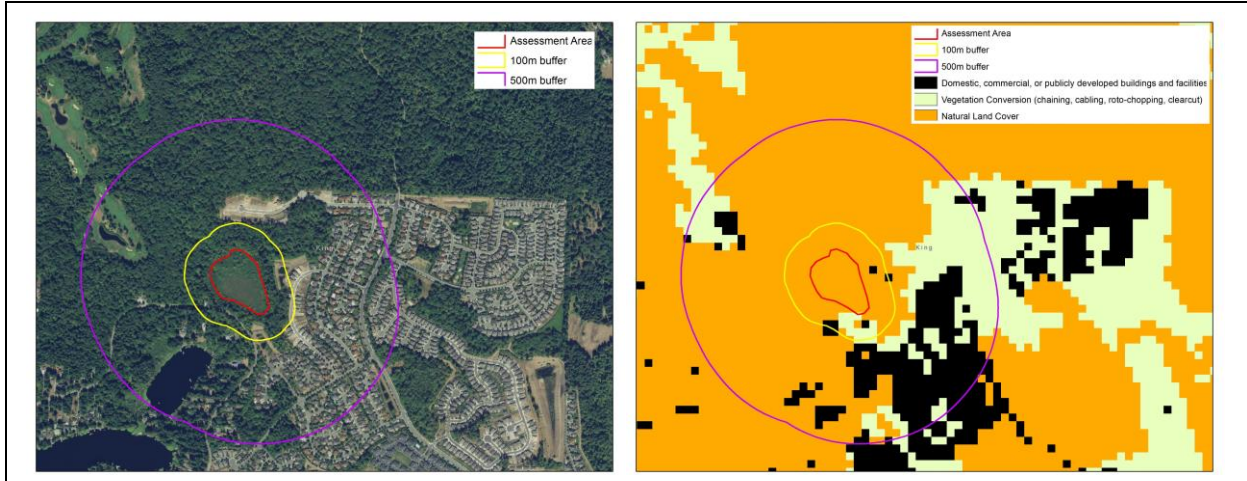 Assessment Area
100m buffer
500m buffer
King
Assessment Area
100m buffer
500m buffer
Domestic, commercial, or publicly developed buildings and facilities
Vegetation Conversion (chaining, cabling, roto-chopping, clearcut)
Natural Land Cover
King